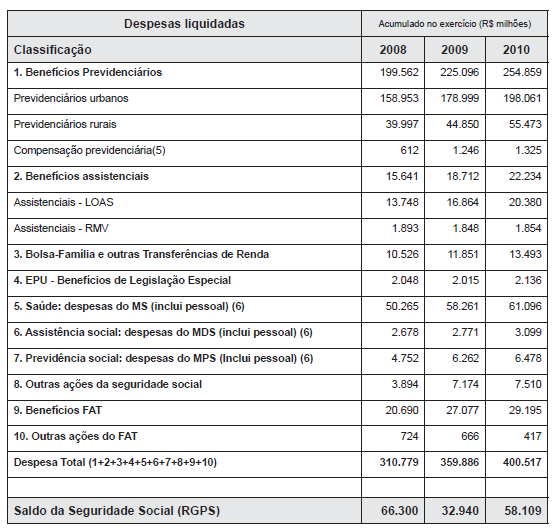 Despesas liquidadas Acumulado no exercício (R$ milhões)
Classificação 2008 2009 2010
1. Benefícios Previdenciários 199.562 225.096 254.859
Previdenciários urbanos 158.953 178.999 198.061
Previdenciários rurais 39.997 44.850 55.473
Compensação previdenciária(5) 612 1.246 1.325
2. Benefícios assistenciais 15.641 18.712 22.234
Assistenciais - LOAS 13.748 16.864 20.380
Assistenciais - RMV 1.893 1.848 1.854
3. Bolsa-Família e outras Transferências de Renda 10.526 11.851 13.493
4. EPU - Benefícios de Legislação Especial 2.048 2.015 2.136
5. Saúde: despesas do MS (inclui pessoal) (6) 50.265 58.261 61.096
6. Assistência social: despesas do MDS (inclui pessoal) (6) 2.678 2.771 3.099
7. Previdência social: despesas do MPS (Inclui pessoal) (6) 4.752 6.262 6.478
8. Outras ações da seguridade social 3.894 7.174 7.510
9. Benefícios FAT 20.690 27.077 29.195
10. Outras ações do FAT 724 666 417
Despesa Total (1+2+3+4+5+6+7+8+9+10) 310.779 359.886 400.517
Saldo da Seguridade Social (RGPS) 66.300 32.940 58.109